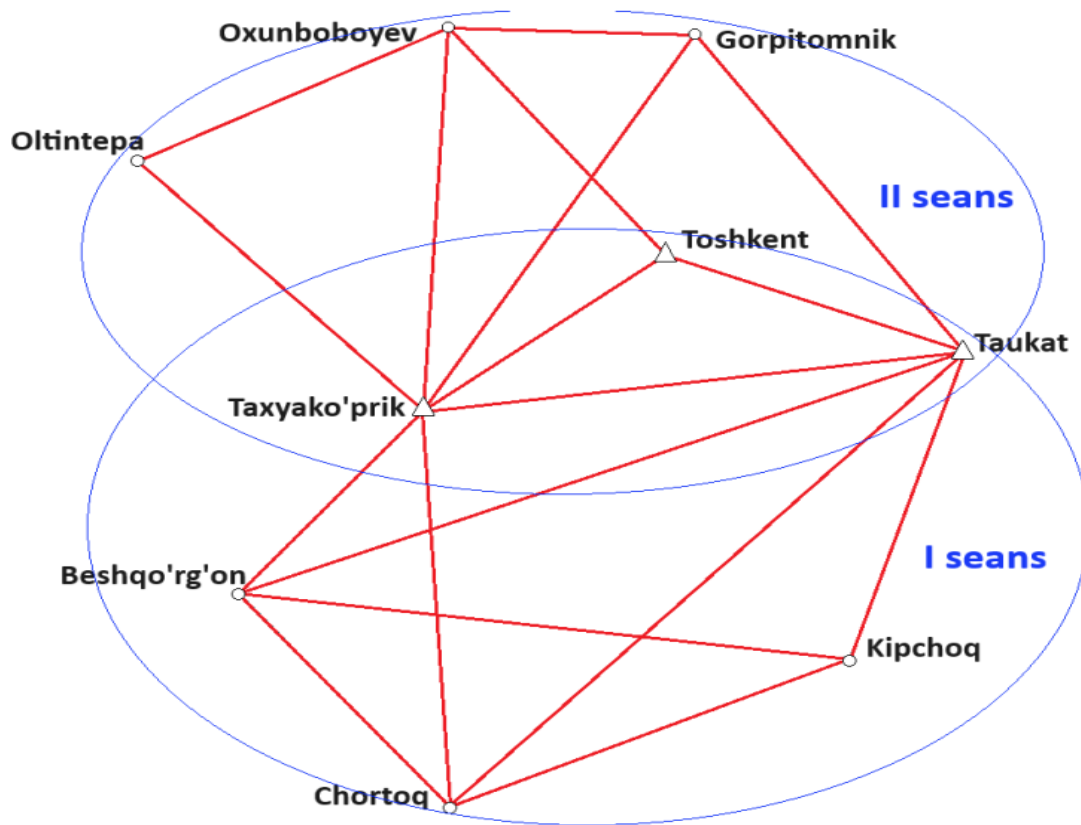 Oxunboboyev
Gorpitomnik
Oltintepa
II seans
Toshkent
Taukat
Taxyako'prik
I seans
Beshqo'rg'on
Kipchoq
Chortoq